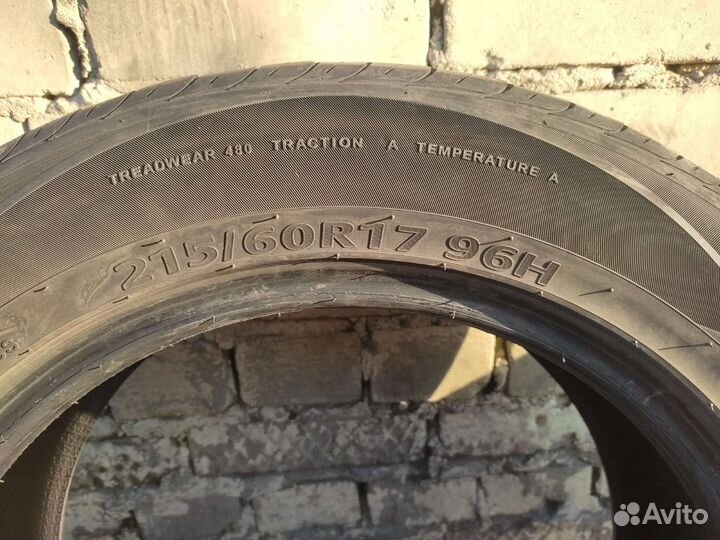 TREADWEAR 480 TRACTION A TEMPERATURE A
215/60R17 96H
Avito